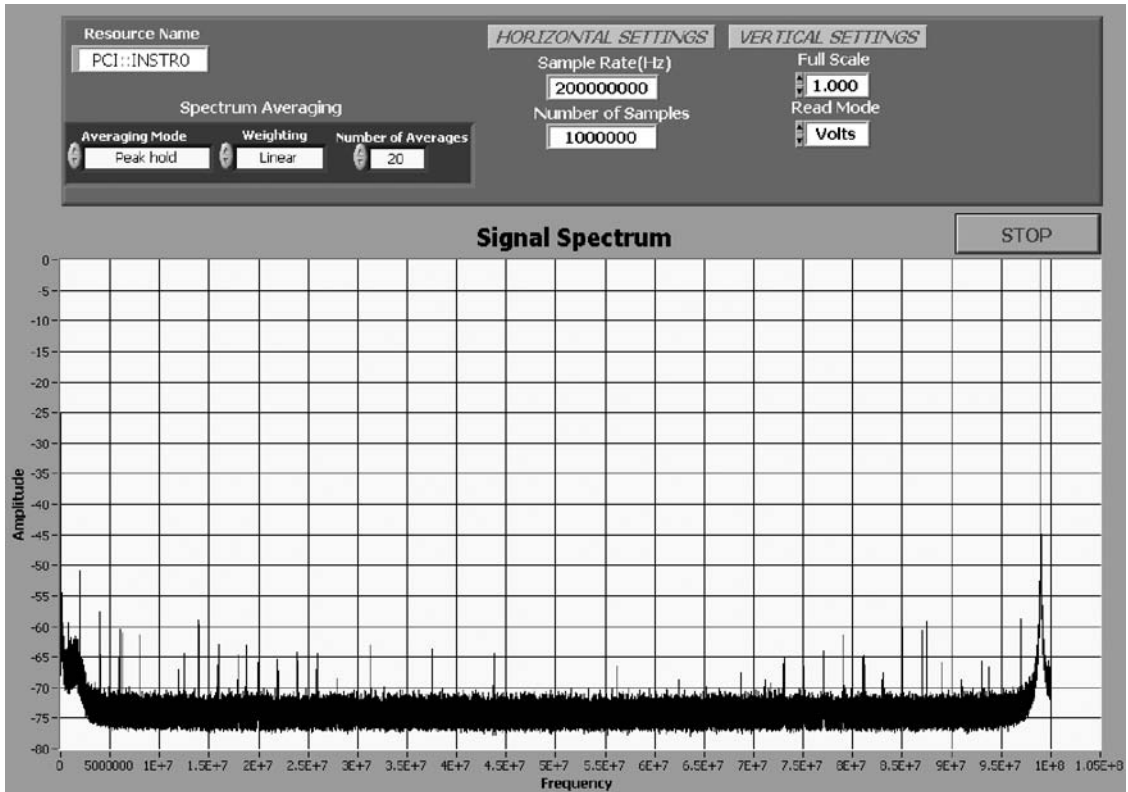 Resource Name
PCI::INSTR0
Spectrum Averaging
Averaging Mode
Weighting
Number of Averages
Peak hold
Linear
20
HORIZONTAL SETTINGS
Sample Rate(Hz)
200000000
Number of Samples
1000000
VERTICAL SETTINGS
Full Scale
1.000
Read Mode
Volts
Signal Spectrum
STOP
0
-5
-10
-15
-20
-25
-30
-35
-40
-45
-50
-55
-60
-65
-70
-75
-80
Amplitude
0 5000000 1E+7 1.5E+7 2E+7 2.5E+7 3E+7 3.5E+7 4E+7 4.5E+7 5E+7 5.5E+7 6E+7 6.5E+7 7E+7 7.5E+7 8E+7 8.5E+7 9E+7 9.5E+7 1E+8 1.05E+8
Frequency